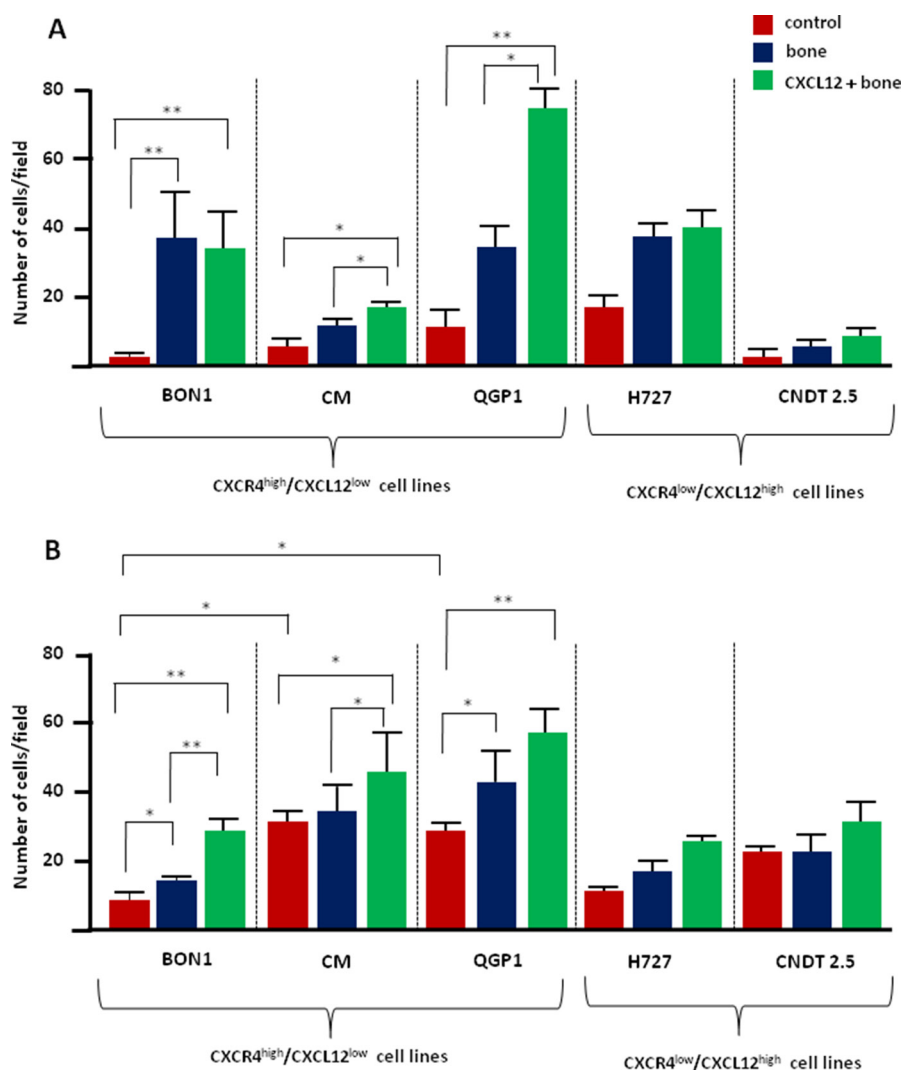 A
control
bone
CXCL12 + bone
**
*
**
**
*
*
Number of cells/field
80
60
40
20
BON1 CM QGP1 H727 CNDT 2.5
CXCR4high/CXCL12low cell lines
CXCR4low/CXCL12high cell lines
B
*
*
**
*
**
*
**
*
*
Number of cells/field
80
60
40
20
BON1 CM QGP1 H727 CNDT 2.5
CXCR4high/CXCL12low cell lines
CXCR4low/CXCL12high cell lines